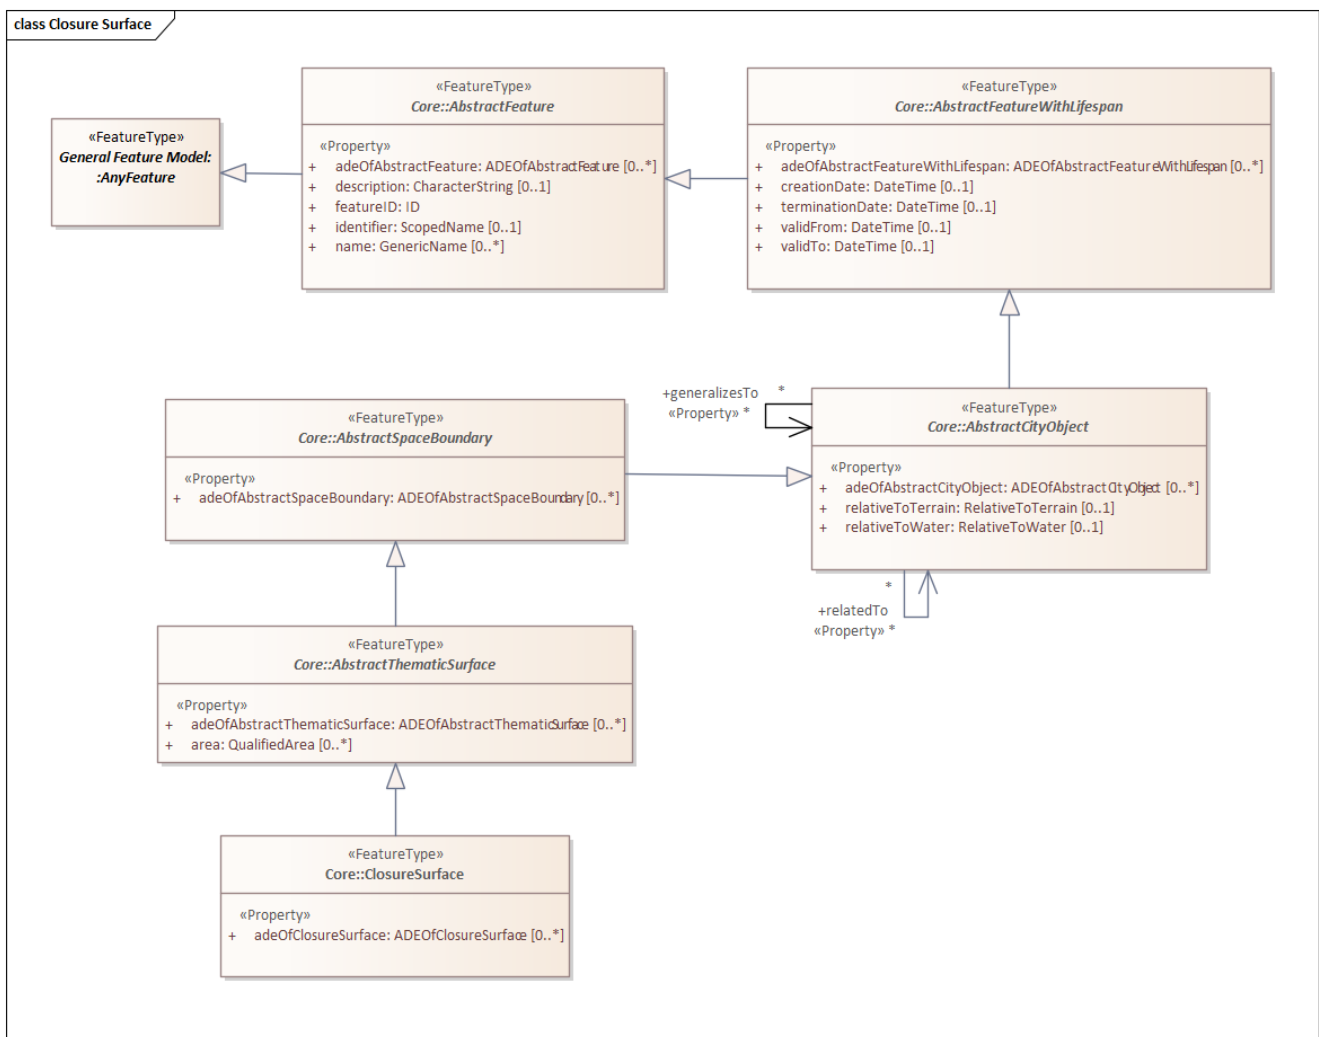 class Closure Surface
«FeatureType»
Core::AbstractFeature
«Property»
+ adeOfAbstractFeature: ADEOfAbstractFeature [0..*]
+ description: CharacterString [0..1]
+ featureID: ID
+ identifier: ScopedName [0..1]
+ name: GenericName [0..*]
«FeatureType»
Core::AbstractFeatureWithLifespan
«Property»
+ adeOfAbstractFeatureWithLifespan: ADEOfAbstractFeatureWithLifespan [0..*]
+ creationDate: DateTime [0..1]
+ terminationDate: DateTime [0..1]
+ validFrom: DateTime [0..1]
+ validTo: DateTime [0..1]
«FeatureType»
General Feature Model:
:AnyFeature
+generalizesTo *
«Property» *
«FeatureType»
Core::AbstractCityObject
«Property»
+ adeOfAbstractCityObject: ADEOfAbstractCityObject [0..*]
+ relativeToTerrain: RelativeToTerrain [0..1]
+ relativeToWater: RelativeToWater [0..1]
*
+relatedTo
«Property» *
«FeatureType»
Core::AbstractSpaceBoundary
«Property»
+ adeOfAbstractSpaceBoundary: ADEOfAbstractSpaceBoundary [0..*]
«FeatureType»
Core::AbstractThematicSurface
«Property»
+ adeOfAbstractThematicSurface: ADEOfAbstractThematicSurface [0..*]
+ area: QualifiedArea [0..*]
«FeatureType»
Core::ClosureSurface
«Property»
+ adeOfClosureSurface: ADEOfClosureSurface [0..*]